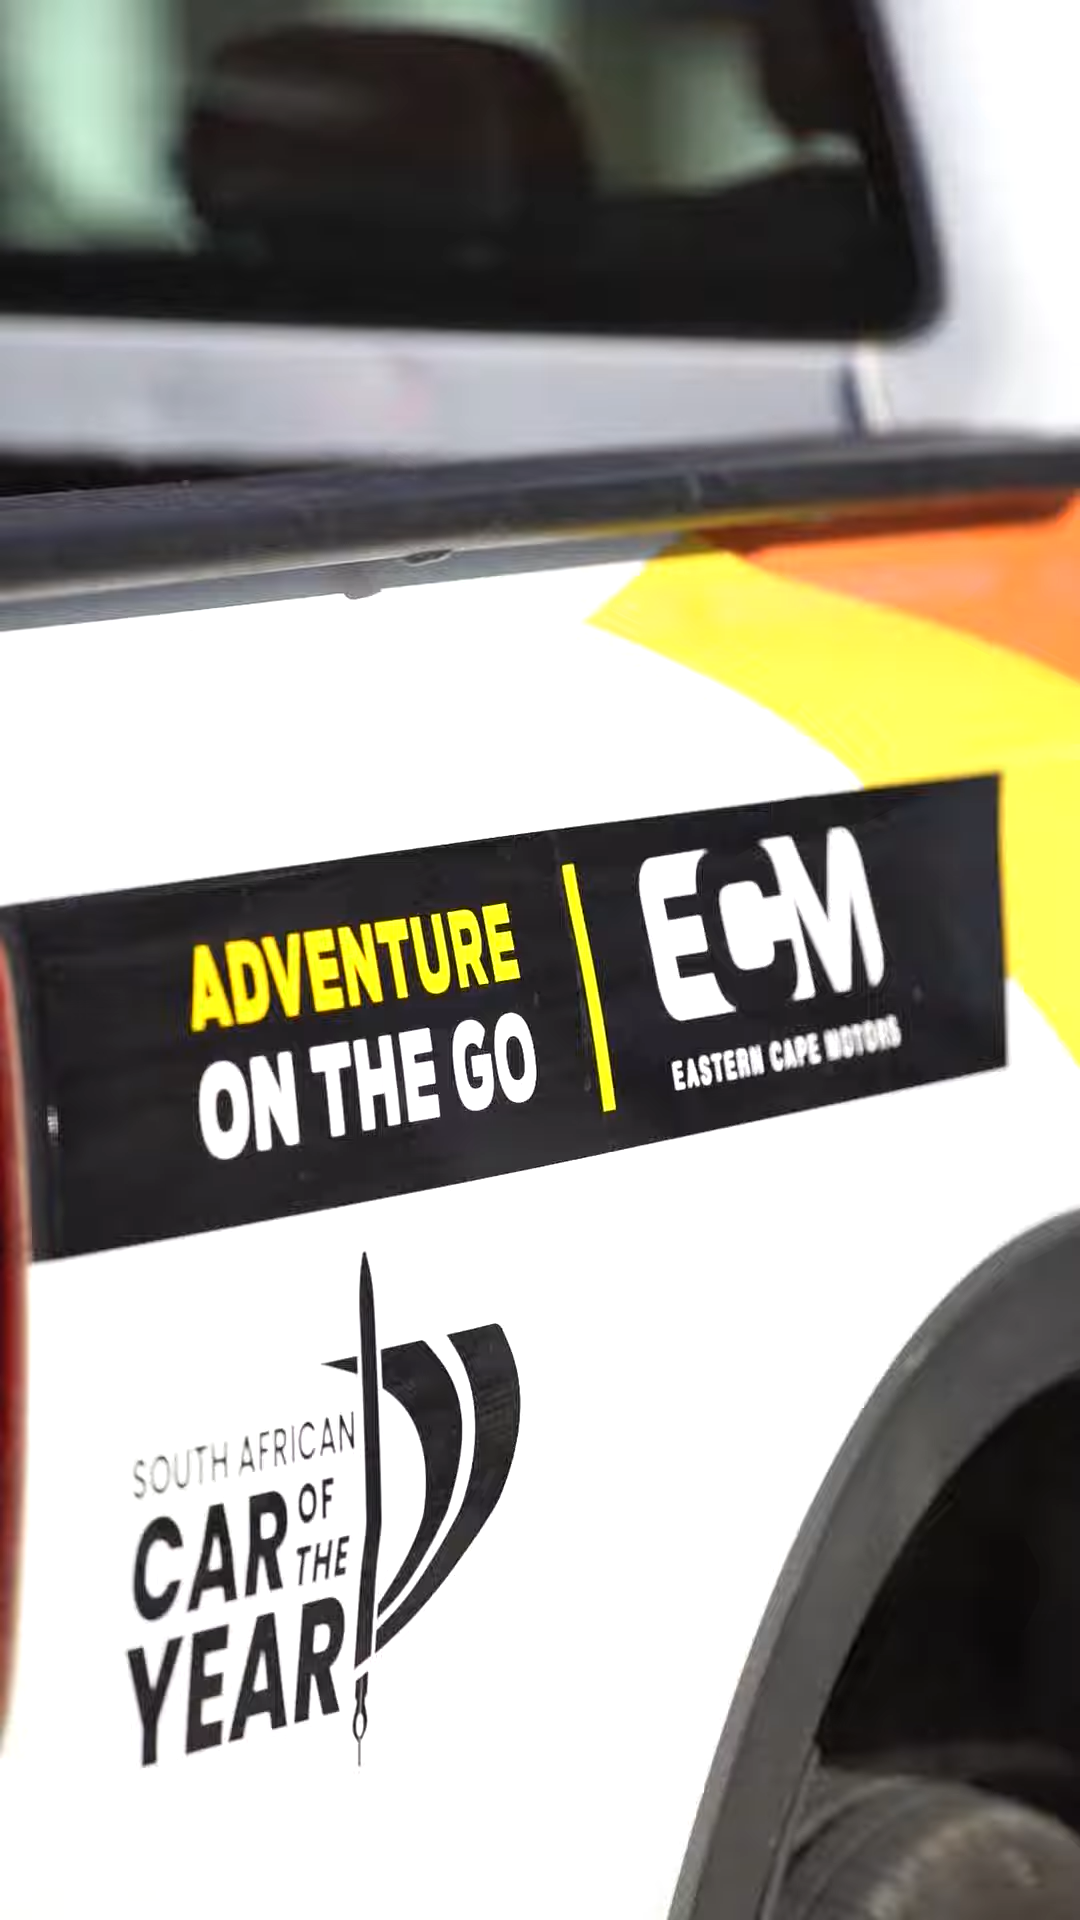 ADVENTURE
ON THE GO
ECM
EASTERN CAPE MOTORS
SOUTH AFRICAN
CAR OF
THE
YEAR